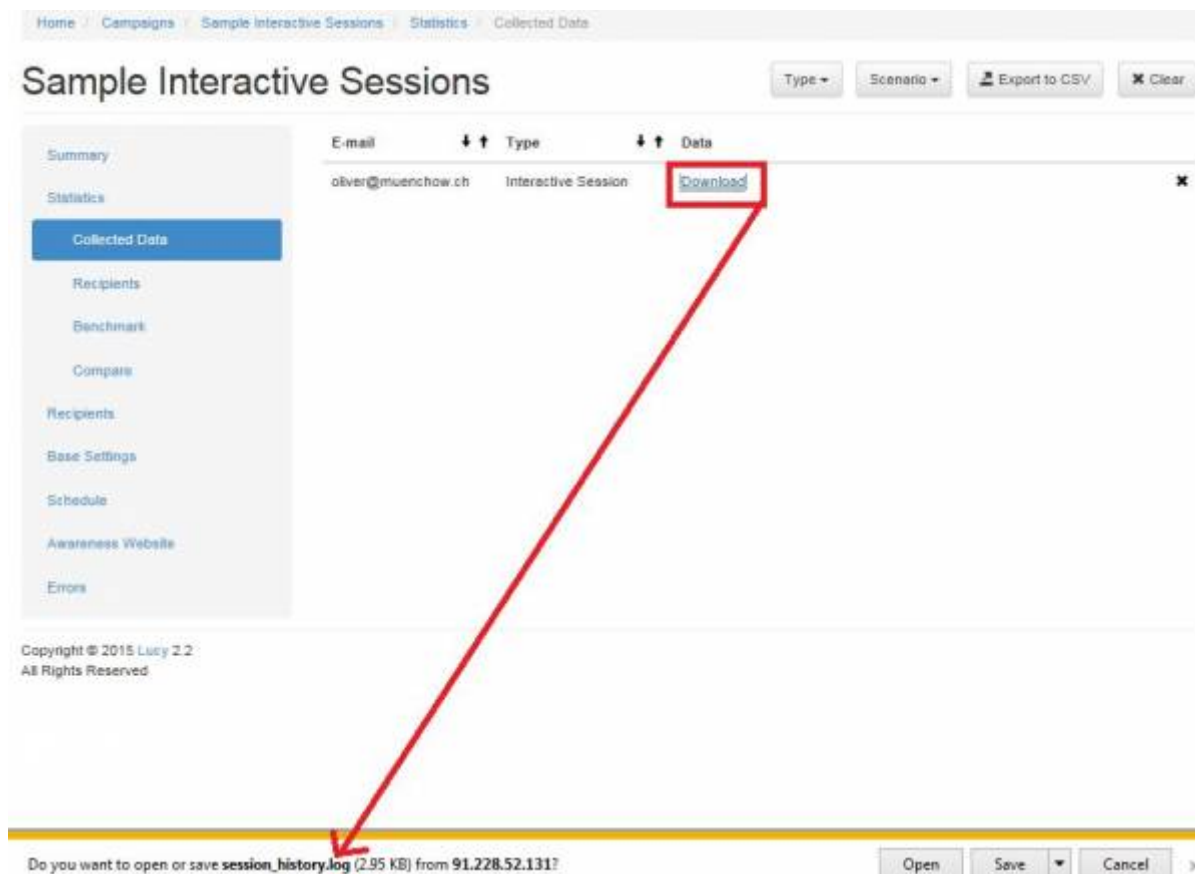 Home / Campaigns / Sample Interactive Sessions / Statistics / Collected Data
Sample Interactive Sessions
Type
Scenario
Export to CSV
Clear
Summary
Statistics
Collected Data
Recipients
Benchmark
Compare
Recipients
Base Settings
Schedule
Awareness Website
Errors
E-mail Type Data
oliver@muenchow.ch Interactive Session Download
Copyright © 2015 Lucy 2.2
All Rights Reserved
Do you want to open or save session_history.log (2.95 KB) from 91.228.52.131?
Open
Save
Cancel